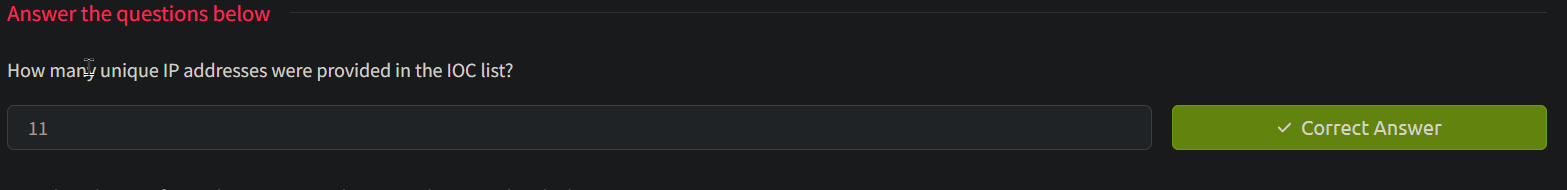 Answer the questions below
How many unique IP addresses were provided in the IOC list?
11
✓ Correct Answer